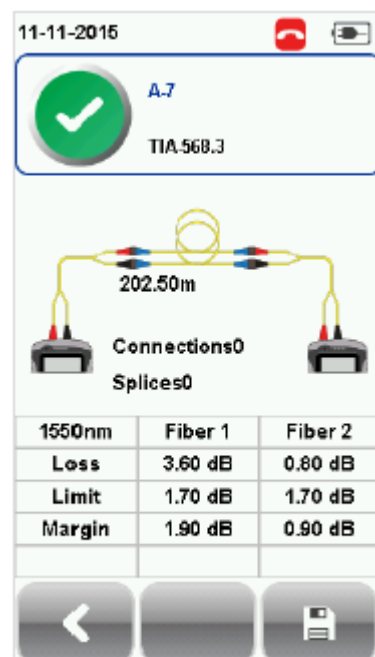 11-11-2015
A-7
TIA-568.3
202.50m
Connections0
Splices0
1550nm Fiber 1 Fiber 2
Loss 3.60 dB 0.80 dB
Limit 1.70 dB 1.70 dB
Margin 1.90 dB 0.90 dB